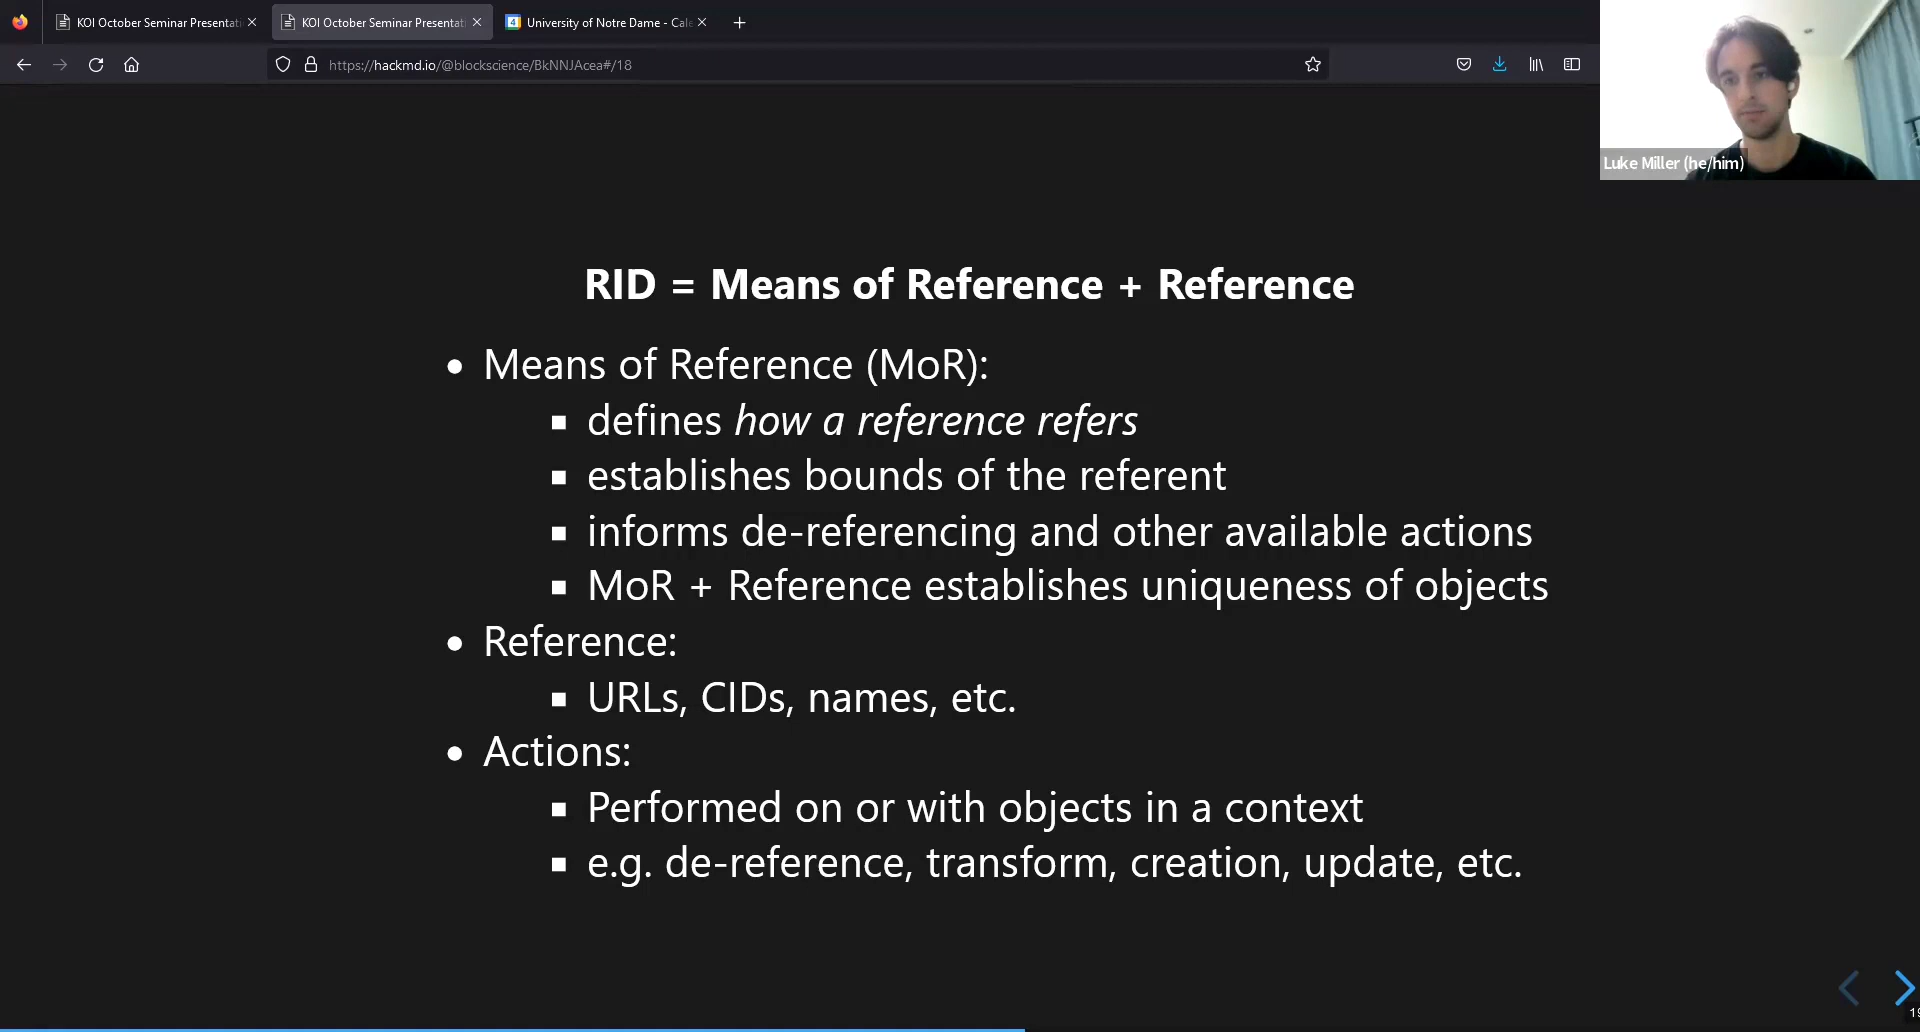 KOI October Seminar Presentati
KOI October Seminar Presentat
University of Notre Dame - Cale
https://hackmd.io/@blockscience/BkNNJAcea#/18
Luke Miller (he/him)
RID = Means of Reference + Reference
Means of Reference (MoR):
defines how a reference refers
establishes bounds of the referent
informs de-referencing and other available actions
MoR + Reference establishes uniqueness of objects
Reference:
URLs, CIDs, names, etc.
Actions:
Performed on or with objects in a context
e.g. de-reference, transform, creation, update, etc.